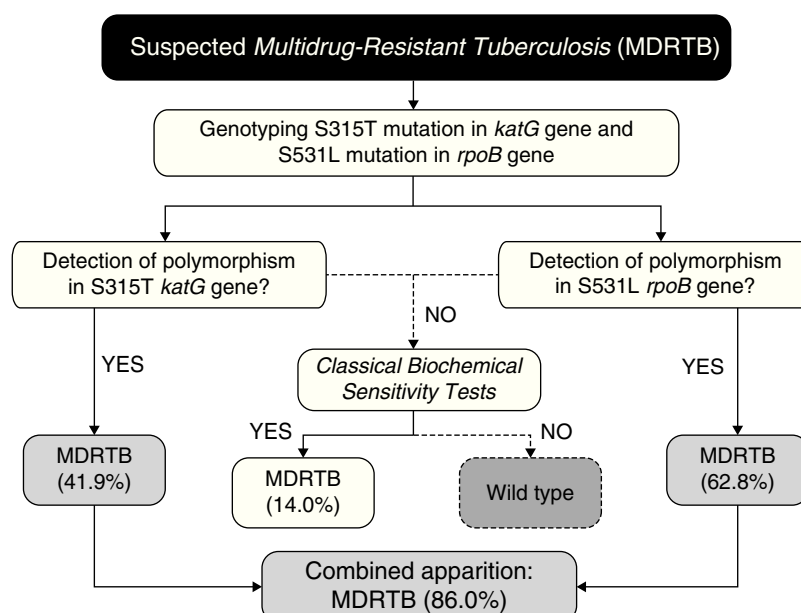 Suspected Multidrug-Resistant Tuberculosis (MDRTB)
Genotyping S315T mutation in katG gene and
S531L mutation in rpoB gene
Detection of polymorphism
in S315T katG gene?
Detection of polymorphism
in S531L rpoB gene?
NO
YES
Classical Biochemical
Sensitivity Tests
YES
YES
NO
MDRTB
(41.9%)
MDRTB
(14.0%)
Wild type
MDRTB
(62.8%)
Combined apparition:
MDRTB (86.0%)